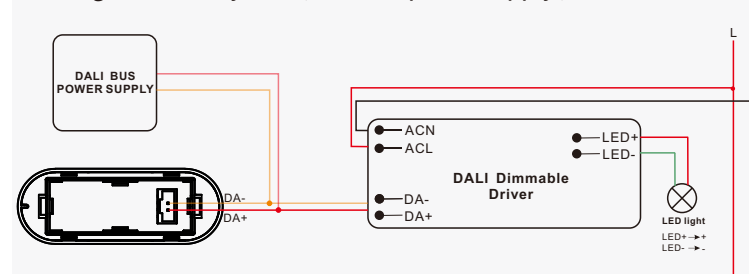 L
DALI BUS
POWER SUPPLY
ACN
ACL
LED+
LED-
DALI Dimmable
Driver
DA-
DA+
DA-
DA+
LED light
LED+ → +
LED- → -